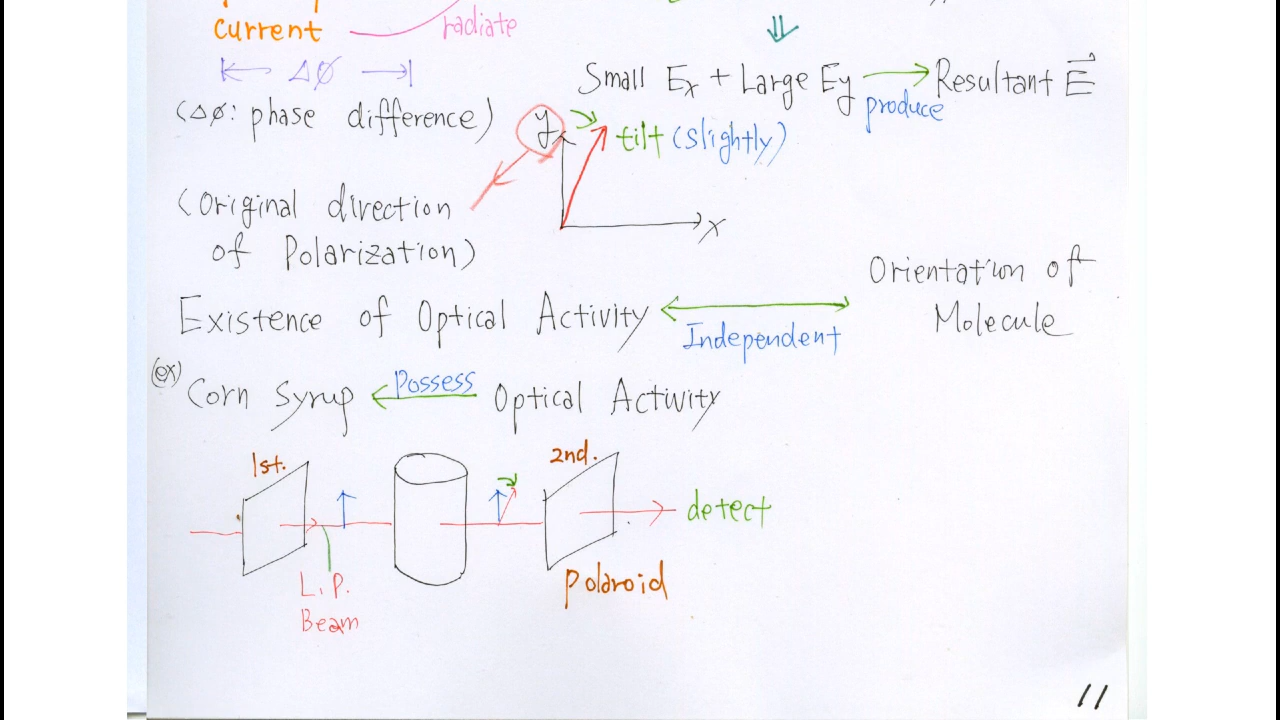 current
radiate
Δφ
(Δφ: phase difference)
Small Ex + Large Ey → Resultant E⃗
produce
y
tilt (slightly)
x
(Original direction
of Polarization)
Existence of Optical Activity ↔ Orientation of
Molecule
Independent
(ex)
Corn Syrup ← Optical Activity
Possess
1st.
2nd.
detect
L.P.
Beam
polaroid
11